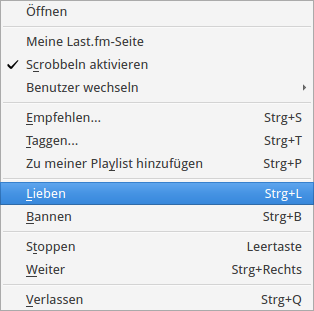 Öffnen
Meine Last.fm-Seite
Scrobbeln aktivieren
Benutzer wechseln
Empfehlen... Strg+S
Taggen... Strg+T
Zu meiner Playlist hinzufügen Strg+P
Lieben Strg+L
Bannen Strg+B
Stoppen Leertaste
Weiter Strg+Rechts
Verlassen Strg+Q